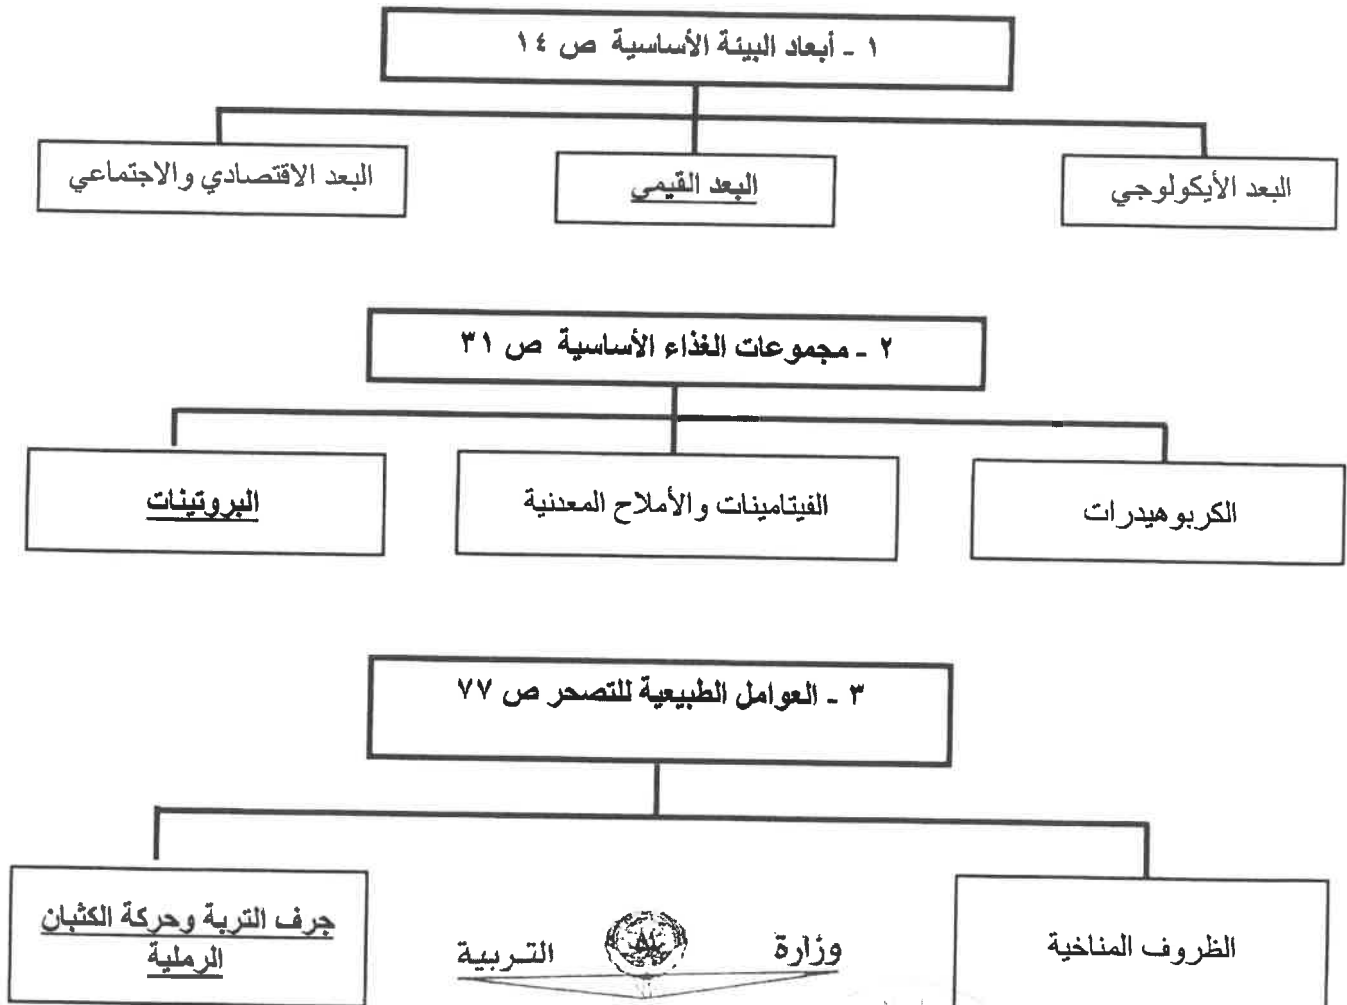 ١ - أبعاد البيئة الأساسية ص ١٤
البعد الأيكولوجي
البعد القيمي
البعد الاقتصادي والاجتماعي
٢ - مجموعات الغذاء الأساسية ص ٣١
الكربوهيدرات
الفيتامينات والأملاح المعدنية
البروتينات
٣ - العوامل الطبيعية للتصحر ص ٧٧
الظروف المناخية
جرف التربة وحركة الكثبان
الرملية
وزارة التربية